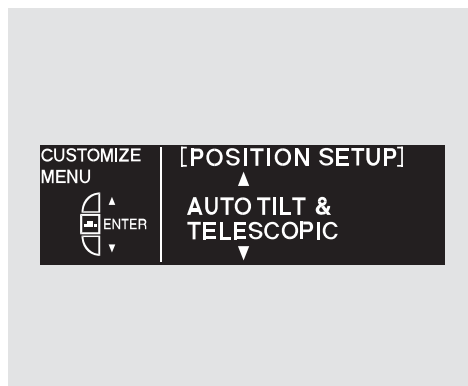 CUSTOMIZE
MENU
ENTER
[POSITION SETUP]
▲
AUTO TILT &
TELESCOPIC
▼